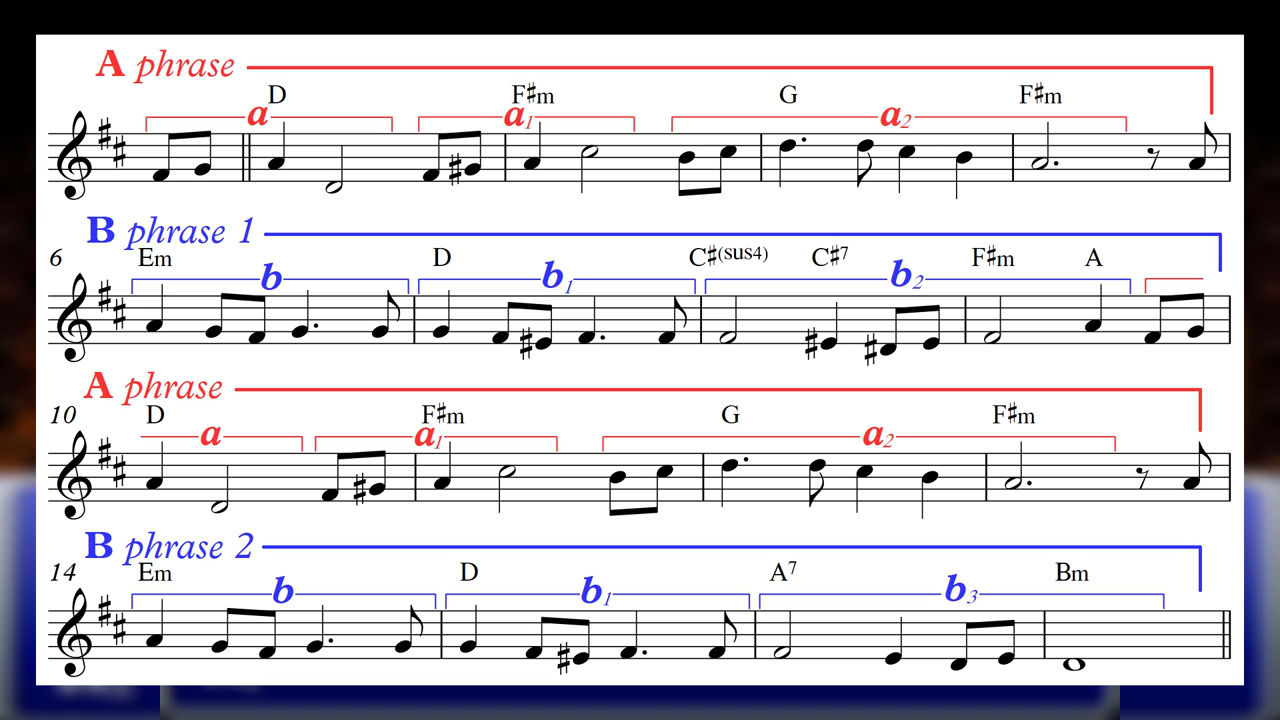 A phrase
D F♯m G F♯m
a a1 a2
B phrase 1
6 Em D C♯(sus4) C♯7 F♯m A
b b1 b2
A phrase
10 D F♯m G F♯m
a a1 a2
B phrase 2
14 Em D A7 Bm
b b1 b3